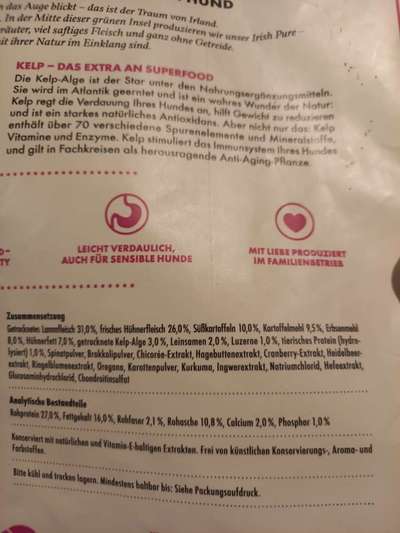 HUND
das Auge blickt – das ist der Traum von Irland.
. In der Mitte dieser grünen Insel produzieren wir unser Irish Pure –
räuter, viel saftiges Fleisch und ganz ohne Getreide.
it ihrer Natur im Einklang sind.
KELP – DAS EXTRA AN SUPERFOOD
Die Kelp-Alge ist der Star unter den Nahrungsergänzungsmitteln.
Sie wird im Atlantik geerntet und ist ein wahres Wunder der Natur:
Kelp regt die Verdauung Ihres Hundes an, hilft Gewicht zu reduzieren
und ist ein starkes natürliches Antioxidans. Aber nicht nur das: Kelp
enthält über 70 verschiedene Spurenelemente und Mineralstoffe,
Vitamine und Enzyme. Kelp stimuliert das Immunsystem Ihres Hundes
und gilt in Fachkreisen als herausragende Anti-Aging-Pflanze.
D–
TY
LEICHT VERDAULICH,
AUCH FÜR SENSIBLE HUNDE
MIT LIEBE PRODUZIERT
IM FAMILIENBETRIEB
Zusammensetzung
Getrocknetes Lammfleisch 31,0%, frisches Hühnerfleisch 26,0%, Süßkartoffeln 10,0%, Kartoffelmehl 9,5%, Erbsenmehl
8,0%, Hühnerfett 7,0%, getrocknete Kelp-Alge 3,0%, Leinsamen 2,0%, Luzerne 1,0%, tierisches Protein (hydro-
lysiert) 1,0%, Spinatpulver, Brokkolipulver, Chicorée-Extrakt, Hagebuttenextrakt, Cranberry-Extrakt, Heidelbeer-
extrakt, Ringelblumenextrakt, Oregano, Karottenpulver, Kurkuma, Ingwerextrakt, Natriumchlorid, Hefeextrakt,
Glucosaminhydrochlorid, Chondroitinsulfat
Analytische Bestandteile
Rohprotein 27,0%, Fettgehalt 16,0%, Rohfaser 2,1%, Rohasche 10,8%, Calcium 2,0%, Phosphor 1,0%
Konserviert mit natürlichen und Vitamin-E-haltigen Extrakten. Frei von künstlichen Konservierungs-, Aroma- und
Farbstoffen.
Bitte kühl und trocken lagern. Mindestens haltbar bis: Siehe Packungsaufdruck.